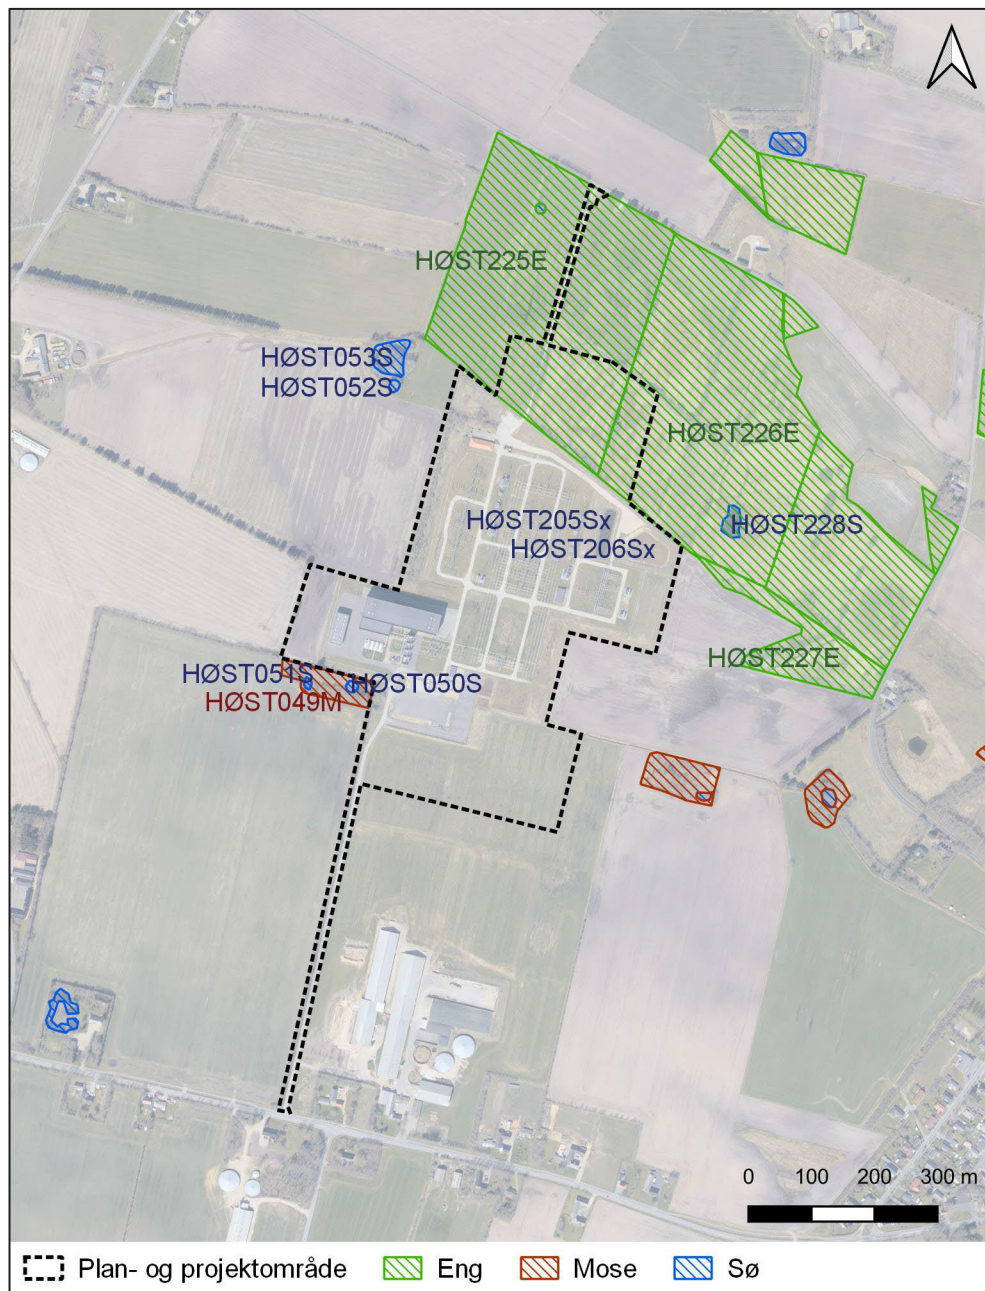 HØST225E
HØST053S
HØST052S
HØST226E
HØST205Sx
HØST228S
HØST206Sx
HØST227E
HØST051S
HØST050S
HØST049M
0 100 200 300 m
Plan- og projektområde Eng Mose Sø